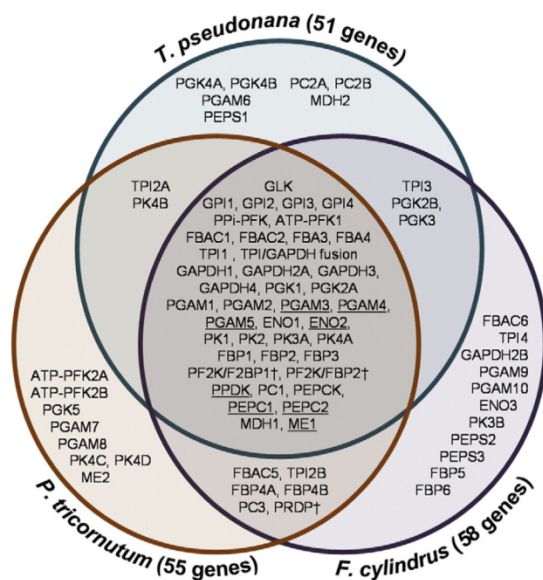 T. pseudonana (51 genes)
PGK4A, PGK4B PC2A, PC2B
PGAM6 MDH2
PEPS1
TPI2A
PK4B
GLK
GPI1, GPI2, GPI3, GPI4
PPi-PFK, ATP-PFK1
FBAC1, FBAC2, FBA3, FBA4
TPI1 , TPI/GAPDH fusion
GAPDH1, GAPDH2A, GAPDH3,
GAPDH4, PGK1, PGK2A
PGAM1, PGAM2, PGAM3, PGAM4,
PGAM5, ENO1, ENO2,
PK1, PK2, PK3A, PK4A
FBP1, FBP2, FBP3
PF2K/F2BP1†, PF2K/FBP2†
PPDK, PC1, PEPCK,
PEPC1, PEPC2
MDH1, ME1
TPI3
PGK2B,
PGK3
ATP-PFK2A
ATP-PFK2B
PGK5
PGAM7
PGAM8
PK4C, PK4D
ME2
FBAC5, TPI2B
FBP4A, FBP4B
PC3, PRDP†
FBAC6
TPI4
GAPDH2B
PGAM9
PGAM10
ENO3
PK3B
PEPS2
PEPS3
FBP5
FBP6
P. tricornutum (55 genes)
F. cylindrus (58 genes)